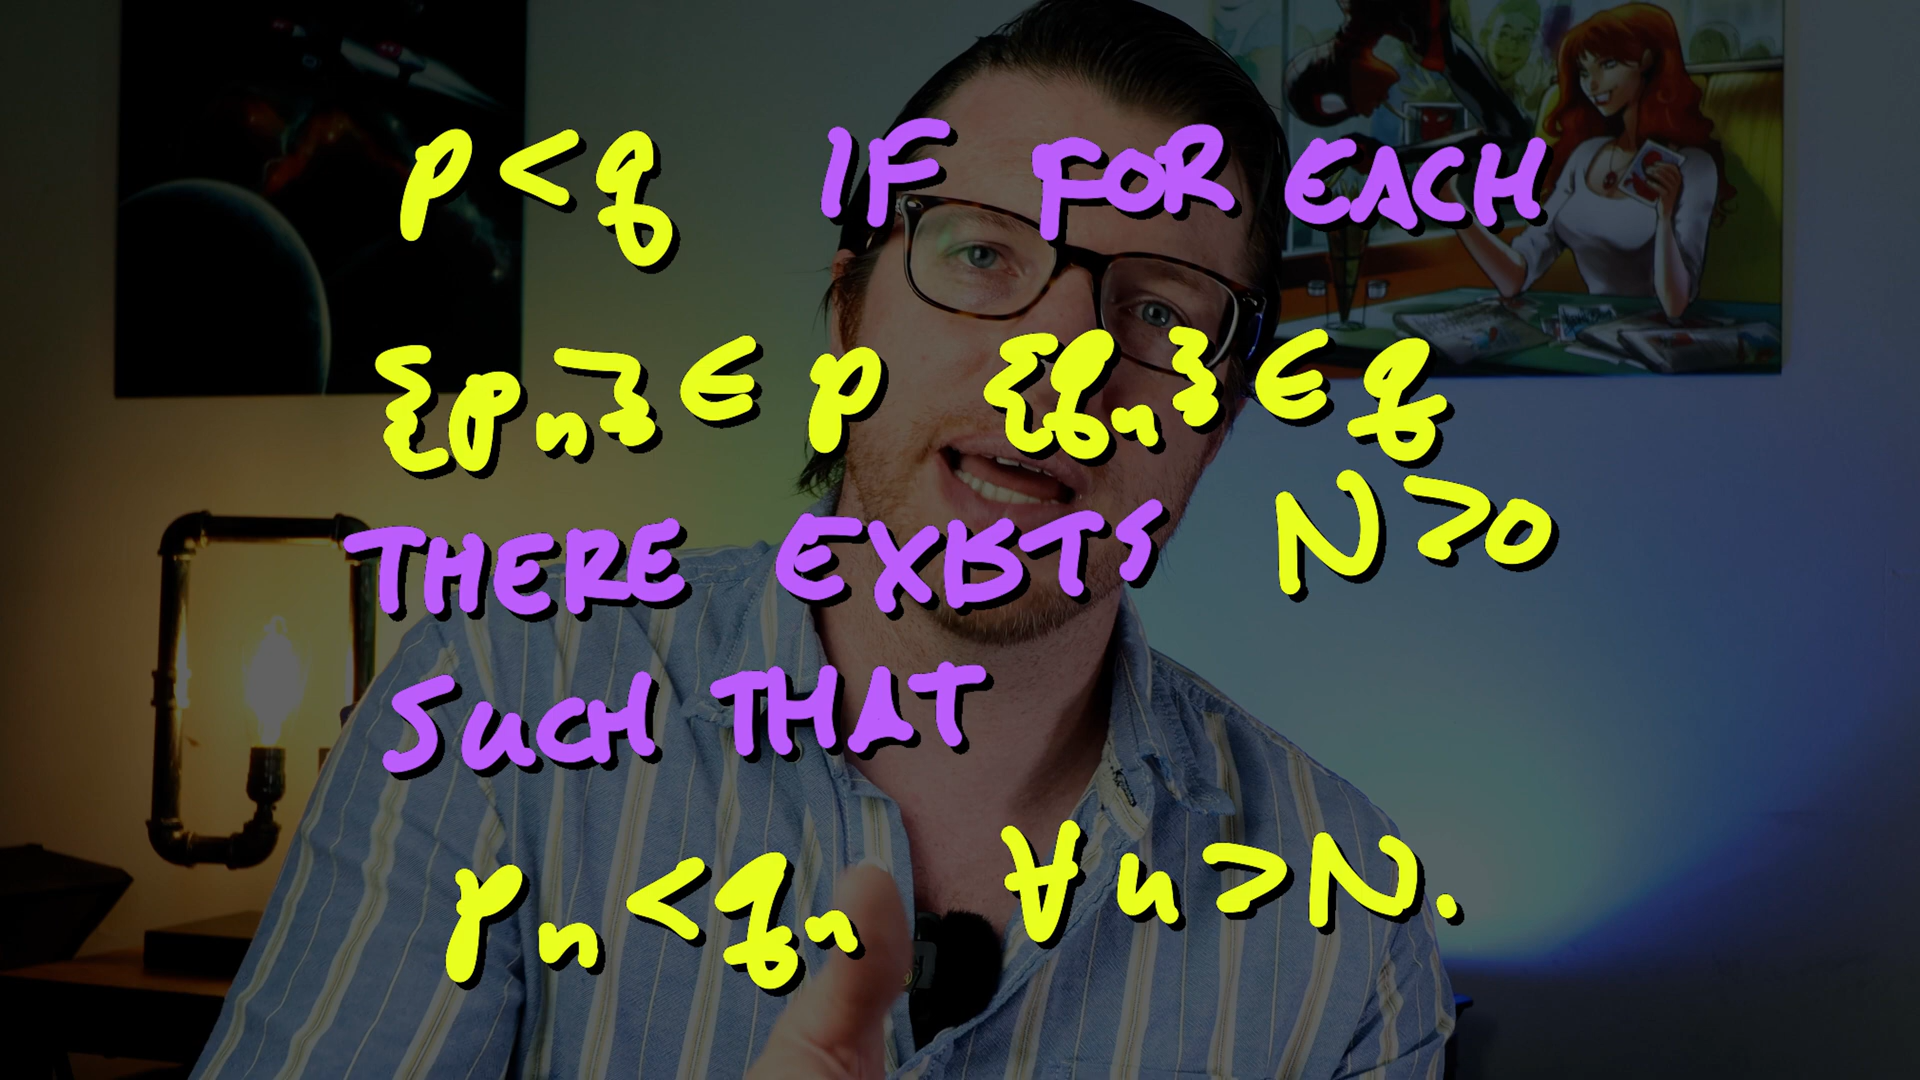 p < q IF FOR EACH
{pₙ} ∈ p {qₙ} ∈ q
THERE EXISTS N > 0
SUCH THAT
pₙ < qₙ ∀ n > N.